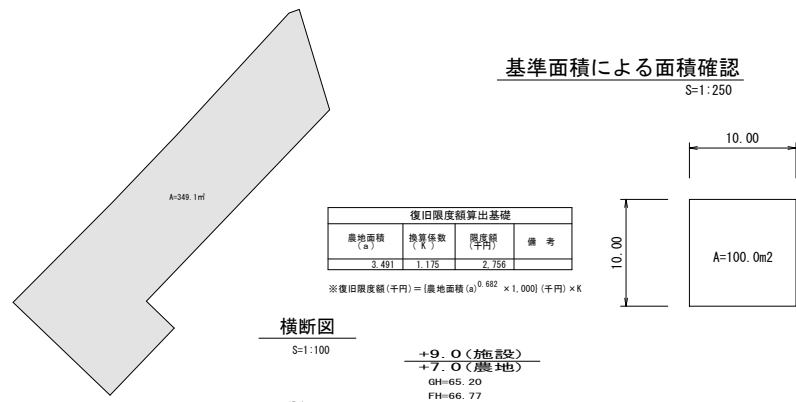 基準面積による面積確認
S=1:250
10.00
10.00
A=100.0m2
A=349.1㎡
復旧限度額算出基礎
農地面積(a) 換算係数(K) 限度額(千円) 備 考
3.491 1.175 2,756
※復旧限度額(千円)={農地面積(a)^0.682 ×1,000}(千円)×K
横断図
S=1:100
+9.0(施設)
+7.0(農地)
GH=65.20
FH=66.77